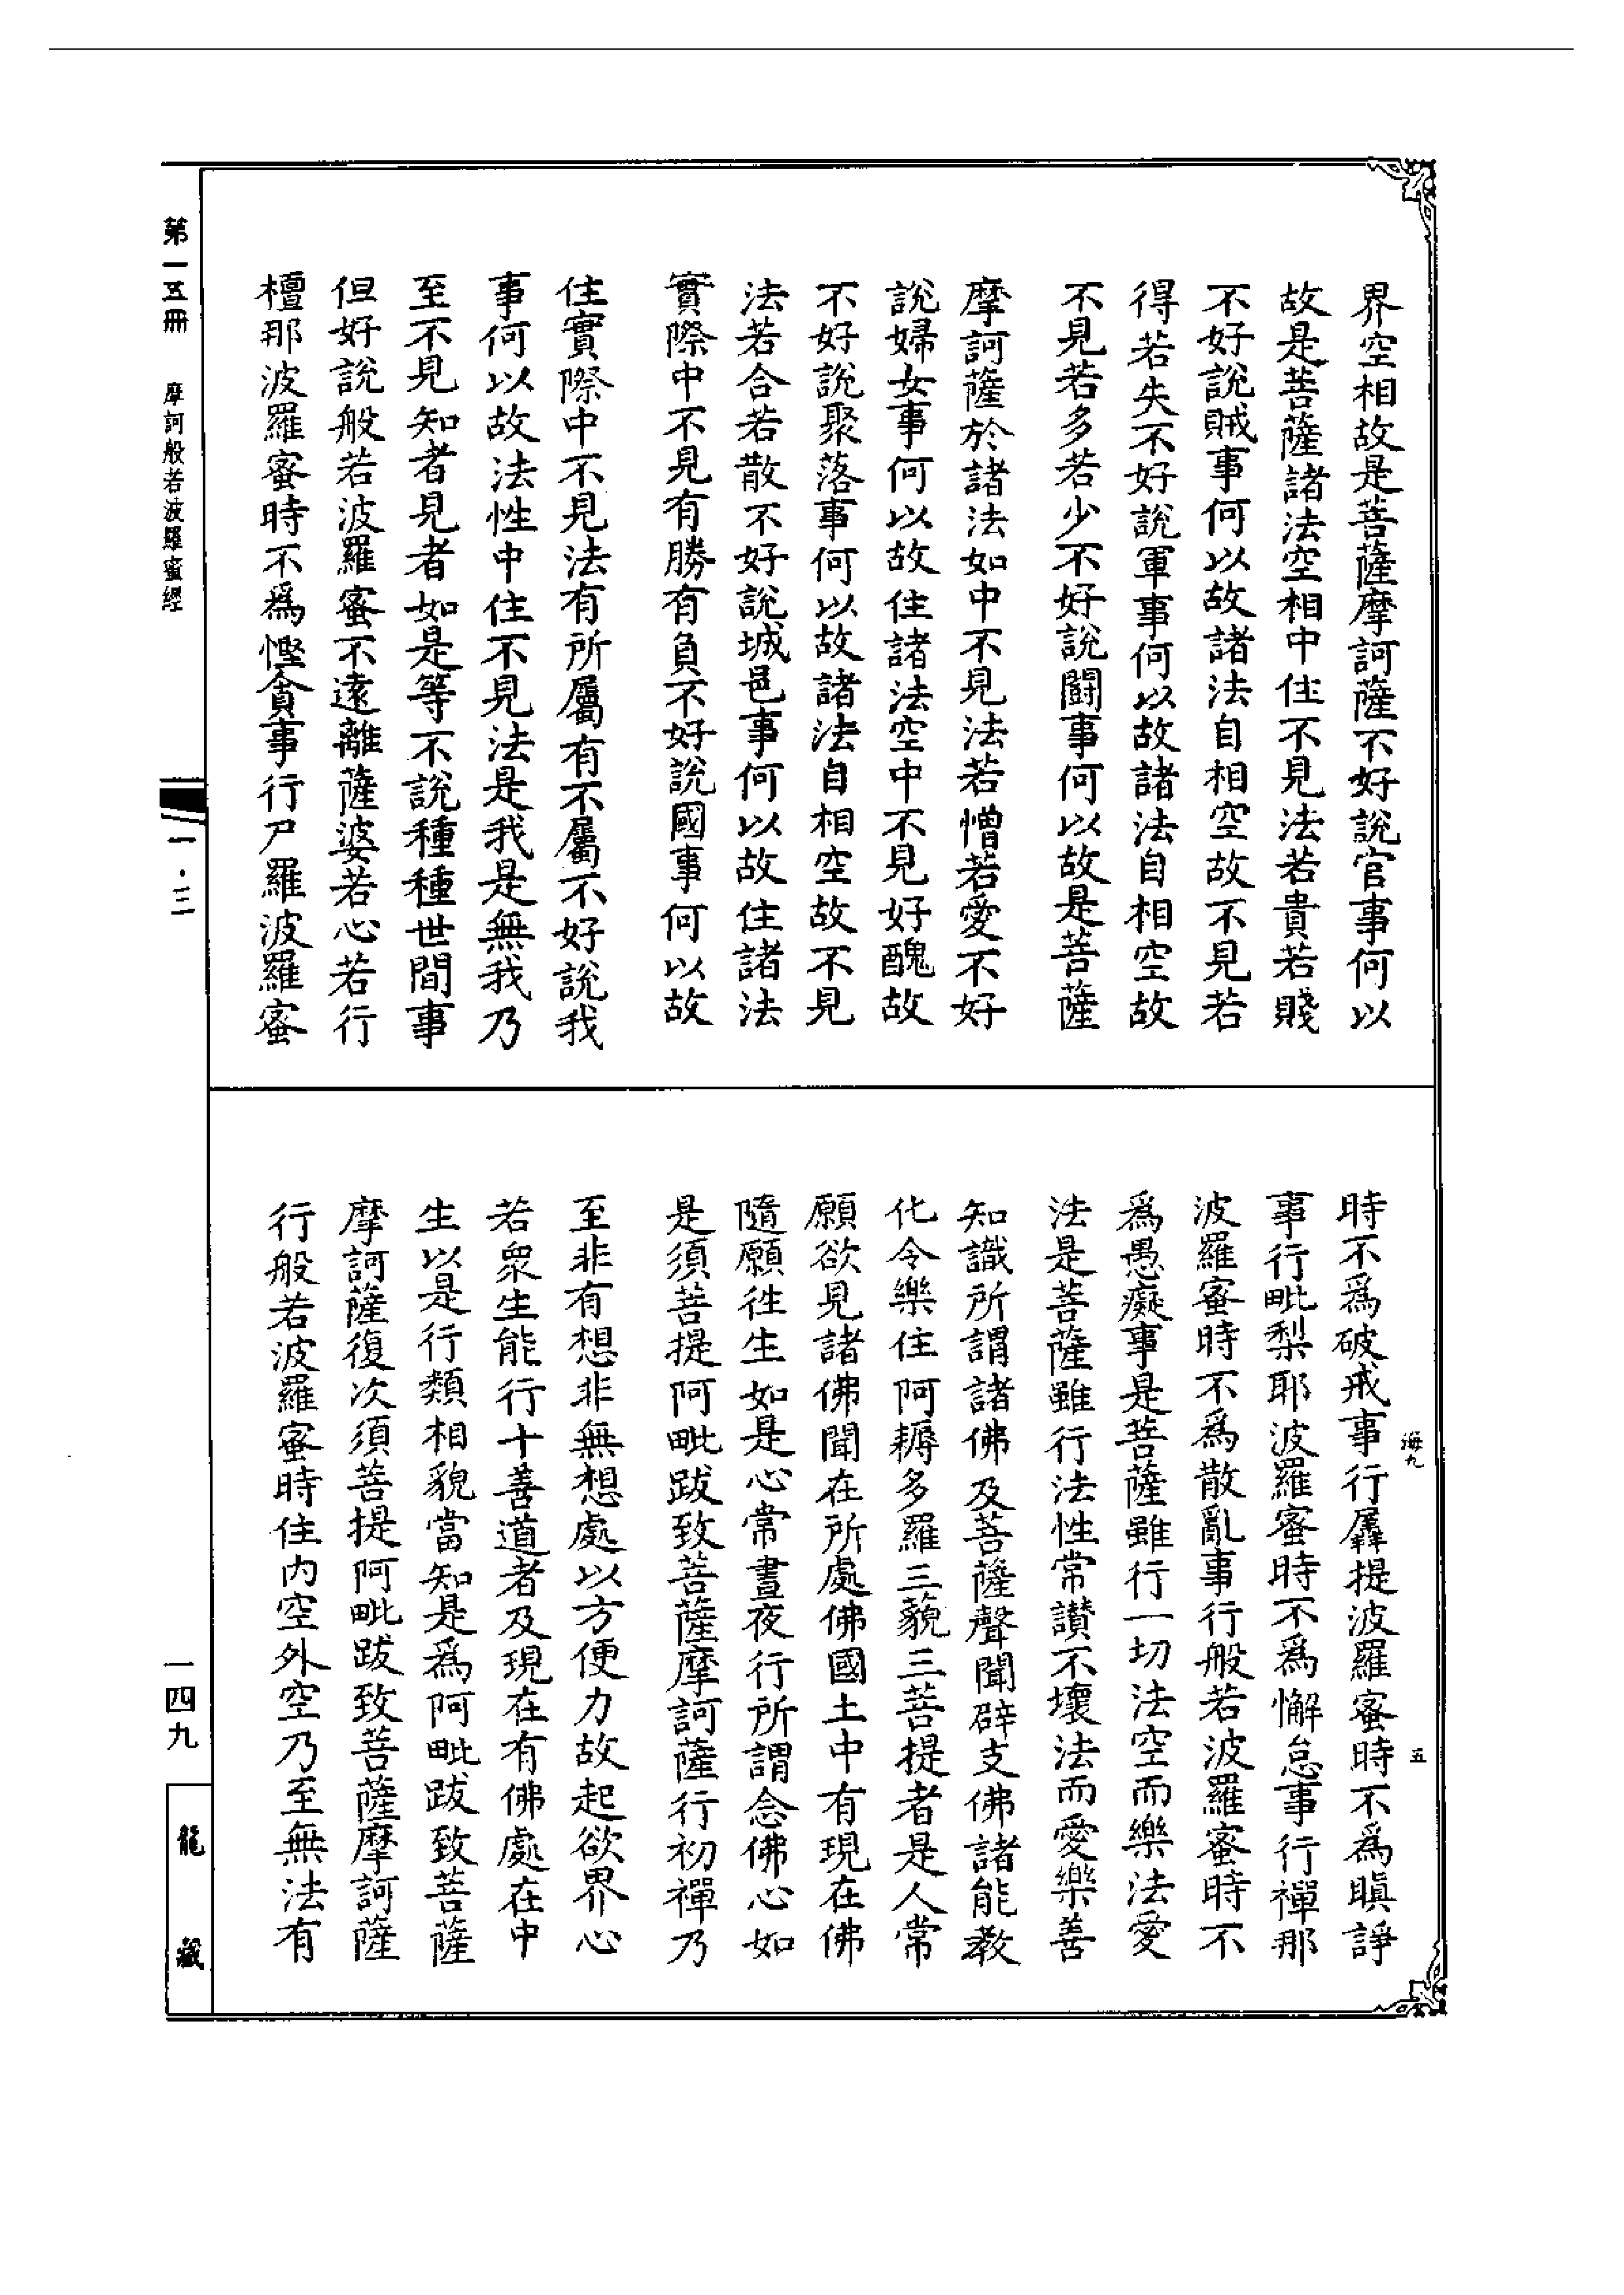 界空相故是菩薩摩訶薩不好說官事何以
故是菩薩諸法空相中住不見法若貴若賤
不好說賊事何以故諸法自相空故不見若
得若失不好說軍事何以故諸法自相空故
不見若多若少不好說鬪事何以故是菩薩
摩訶薩於諸法如中不見法若憎若愛不好
說婦女事何以故住諸法空中不見好醜故
不好說聚落事何以故諸法自相空故不見
法若合若散不好說城邑事何以故住諸法
實際中不見有勝有負不好說國事何以故
住實際中不見法有所屬有不屬不好說我
事何以故法性中住不見法是我是無我乃
至不見知者見者如是等不說種種世間事
但好說般若波羅蜜不遠離薩婆若心若行
檀那波羅蜜時不爲慳貪事行尸羅波羅蜜
時不爲破戒事行羼提波羅蜜時不爲瞋諍
事行毗梨耶波羅蜜時不爲懈怠事行禪那
波羅蜜時不爲散亂事行般若波羅蜜時不
爲愚癡事是菩薩雖行一切法空而樂法愛
法是菩薩雖行法性常讃不壞法而愛樂善
知識所謂諸佛及菩薩聲聞辟支佛諸能教
化令樂住阿耨多羅三藐三菩提者是人常
願欲見諸佛聞在所處佛國土中有現在佛
隨願徃生如是心常晝夜行所謂念佛心如
是須菩提阿毗跋致菩薩摩訶薩行初禪乃
至非有想非無想處以方便力故起欲界心
若衆生能行十善道者及現在有佛處在中
生以是行類相貌當知是爲阿毗跋致菩薩
摩訶薩復次須菩提阿毗跋致菩薩摩訶薩
行般若波羅蜜時住内空外空乃至無法有
海九
五
第一五冊
摩訶般若波羅蜜經
一·三
一四九
龍藏